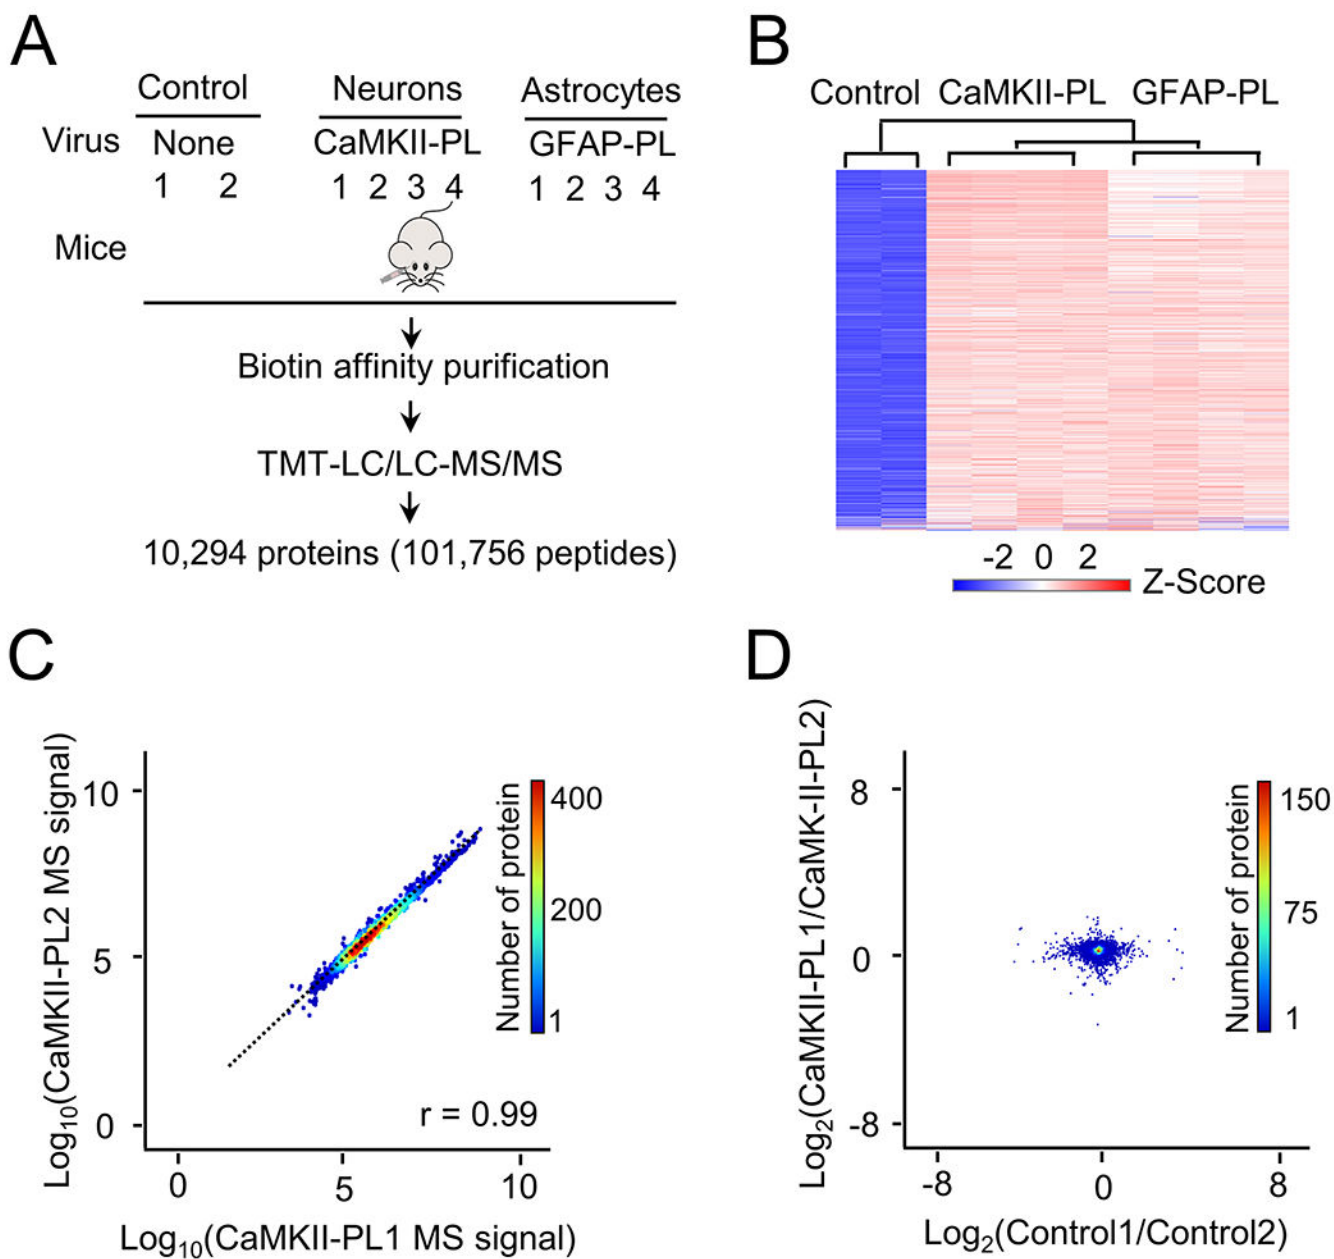 A
Control Neurons Astrocytes
Virus None CaMKII-PL GFAP-PL
1 2 1 2 3 4 1 2 3 4
Mice
Biotin affinity purification
TMT-LC/LC-MS/MS
10,294 proteins (101,756 peptides)
B
Control CaMKII-PL GFAP-PL
-2 0 2
Z-Score
C
Log10(CaMKII-PL2 MS signal)
10
5
0
Number of protein
400
200
1
r = 0.99
0 5 10
Log10(CaMKII-PL1 MS signal)
D
Log2(CaMKII-PL1/CaMK-II-PL2)
8
0
-8
Number of protein
150
75
1
-8 0 8
Log2(Control1/Control2)